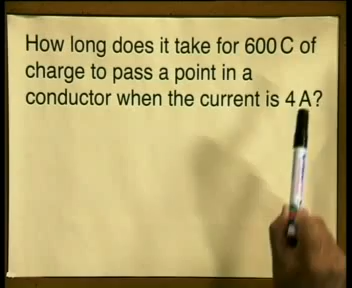 How long does it take for 600 C of
charge to pass a point in a
conductor when the current is 4 A?